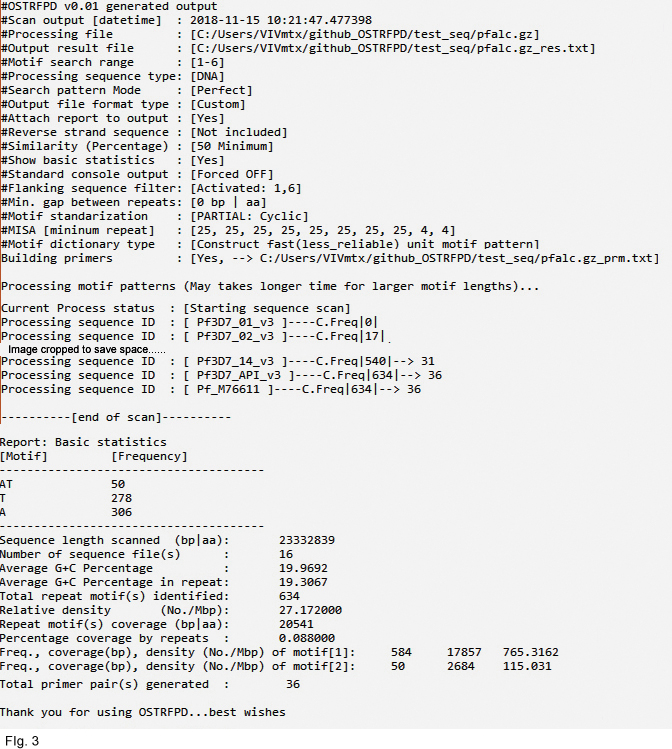 #OSTRFPD v0.01 generated output
#Scan output [datetime]  : 2018-11-15 10:21:47.477398
#Processing file         : [C:/Users/VIVmtx/github_OSTRFPD/test_seq/pfalc.gz]
#Output result file      : [C:/Users/VIVmtx/github_OSTRFPD/test_seq/pfalc.gz_res.txt]
#Motif search range      : [1-6]
#Processing sequence type: [DNA]
#Search pattern Mode     : [Perfect]
#Output file format type : [Custom]
#Attach report to output : [Yes]
#Reverse strand sequence : [Not included]
#Similarity (Percentage) : [50 Minimum]
#Show basic statistics   : [Yes]
#Standard console output : [Forced OFF]
#Flanking sequence filter: [Activated: 1,6]
#Min. gap between repeats: [0 bp | aa]
#Motif standarization    : [PARTIAL: Cyclic]
#MISA [mininum repeat]   : [25, 25, 25, 25, 25, 25, 25, 25, 4, 4]
#Motif dictionary type   : [Construct fast(less_reliable) unit motif pattern]
Building primers         : [Yes, --> C:/Users/VIVmtx/github_OSTRFPD/test_seq/pfalc.gz_prm.txt]
Processing motif patterns (May takes longer time for larger motif lengths)...
Current Process status  : [Starting sequence scan]
Processing sequence ID  : [ Pf3D7_01_v3 ]----C.Freq|0|
Processing sequence ID  : [ Pf3D7_02_v3 ]----C.Freq|17|
Image cropped to save space......
Processing sequence ID  : [ Pf3D7_14_v3 ]----C.Freq|540|--> 31
Processing sequence ID  : [ Pf3D7_API_v3 ]----C.Freq|634|--> 36
Processing sequence ID  : [ Pf_M76611 ]----C.Freq|634|--> 36
----------[end of scan]----------
Report: Basic statistics
[Motif]         [Frequency]
--------------------------------------
AT              50
T               278
A               306
--------------------------------------
Sequence length scanned  (bp|aa):       23332839
Number of sequence file(s)      :       16
Average G+C Percentage          :       19.9692
Average G+C Percentage in repeat:       19.3067
Total repeat motif(s) identified:       634
Relative density       (No./Mbp):       27.172000
Repeat motif(s) coverage (bp|aa):       20541
Percentage coverage by repeats  :       0.088000
Freq., coverage(bp), density (No./Mbp) of motif[1]:     584     17857   765.3162
Freq., coverage(bp), density (No./Mbp) of motif[2]:     50      2684    115.031
Total primer pair(s) generated  :        36
Thank you for using OSTRFPD...best wishes
FIg. 3